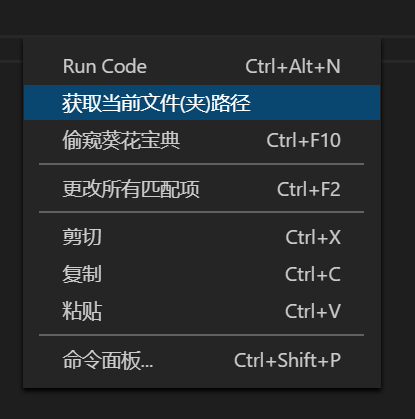 Run Code Ctrl+Alt+N
获取当前文件(夹)路径
偷窥葵花宝典 Ctrl+F10
更改所有匹配项 Ctrl+F2
剪切 Ctrl+X
复制 Ctrl+C
粘贴 Ctrl+V
命令面板... Ctrl+Shift+P